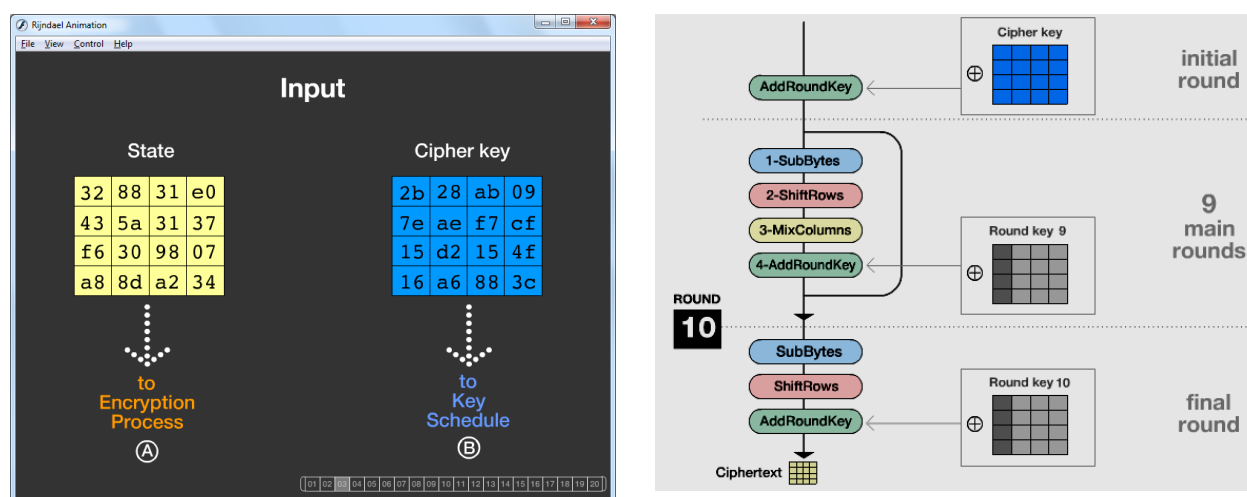 Rijndael Animation
File View Control Help
Input
State
Cipher key
32 88 31 e0
43 5a 31 37
f6 30 98 07
a8 8d a2 34
2b 28 ab 09
7e ae f7 cf
15 d2 15 4f
16 a6 88 3c
to
Encryption
Process
A
to
Key
Schedule
B
01 02 03 04 05 06 07 08 09 10 11 12 13 14 15 16 17 18 19 20
Cipher key
AddRoundKey
initial
round
1-SubBytes
2-ShiftRows
3-MixColumns
4-AddRoundKey
Round key 9
9
main
rounds
ROUND
10
SubBytes
ShiftRows
AddRoundKey
Round key 10
final
round
Ciphertext